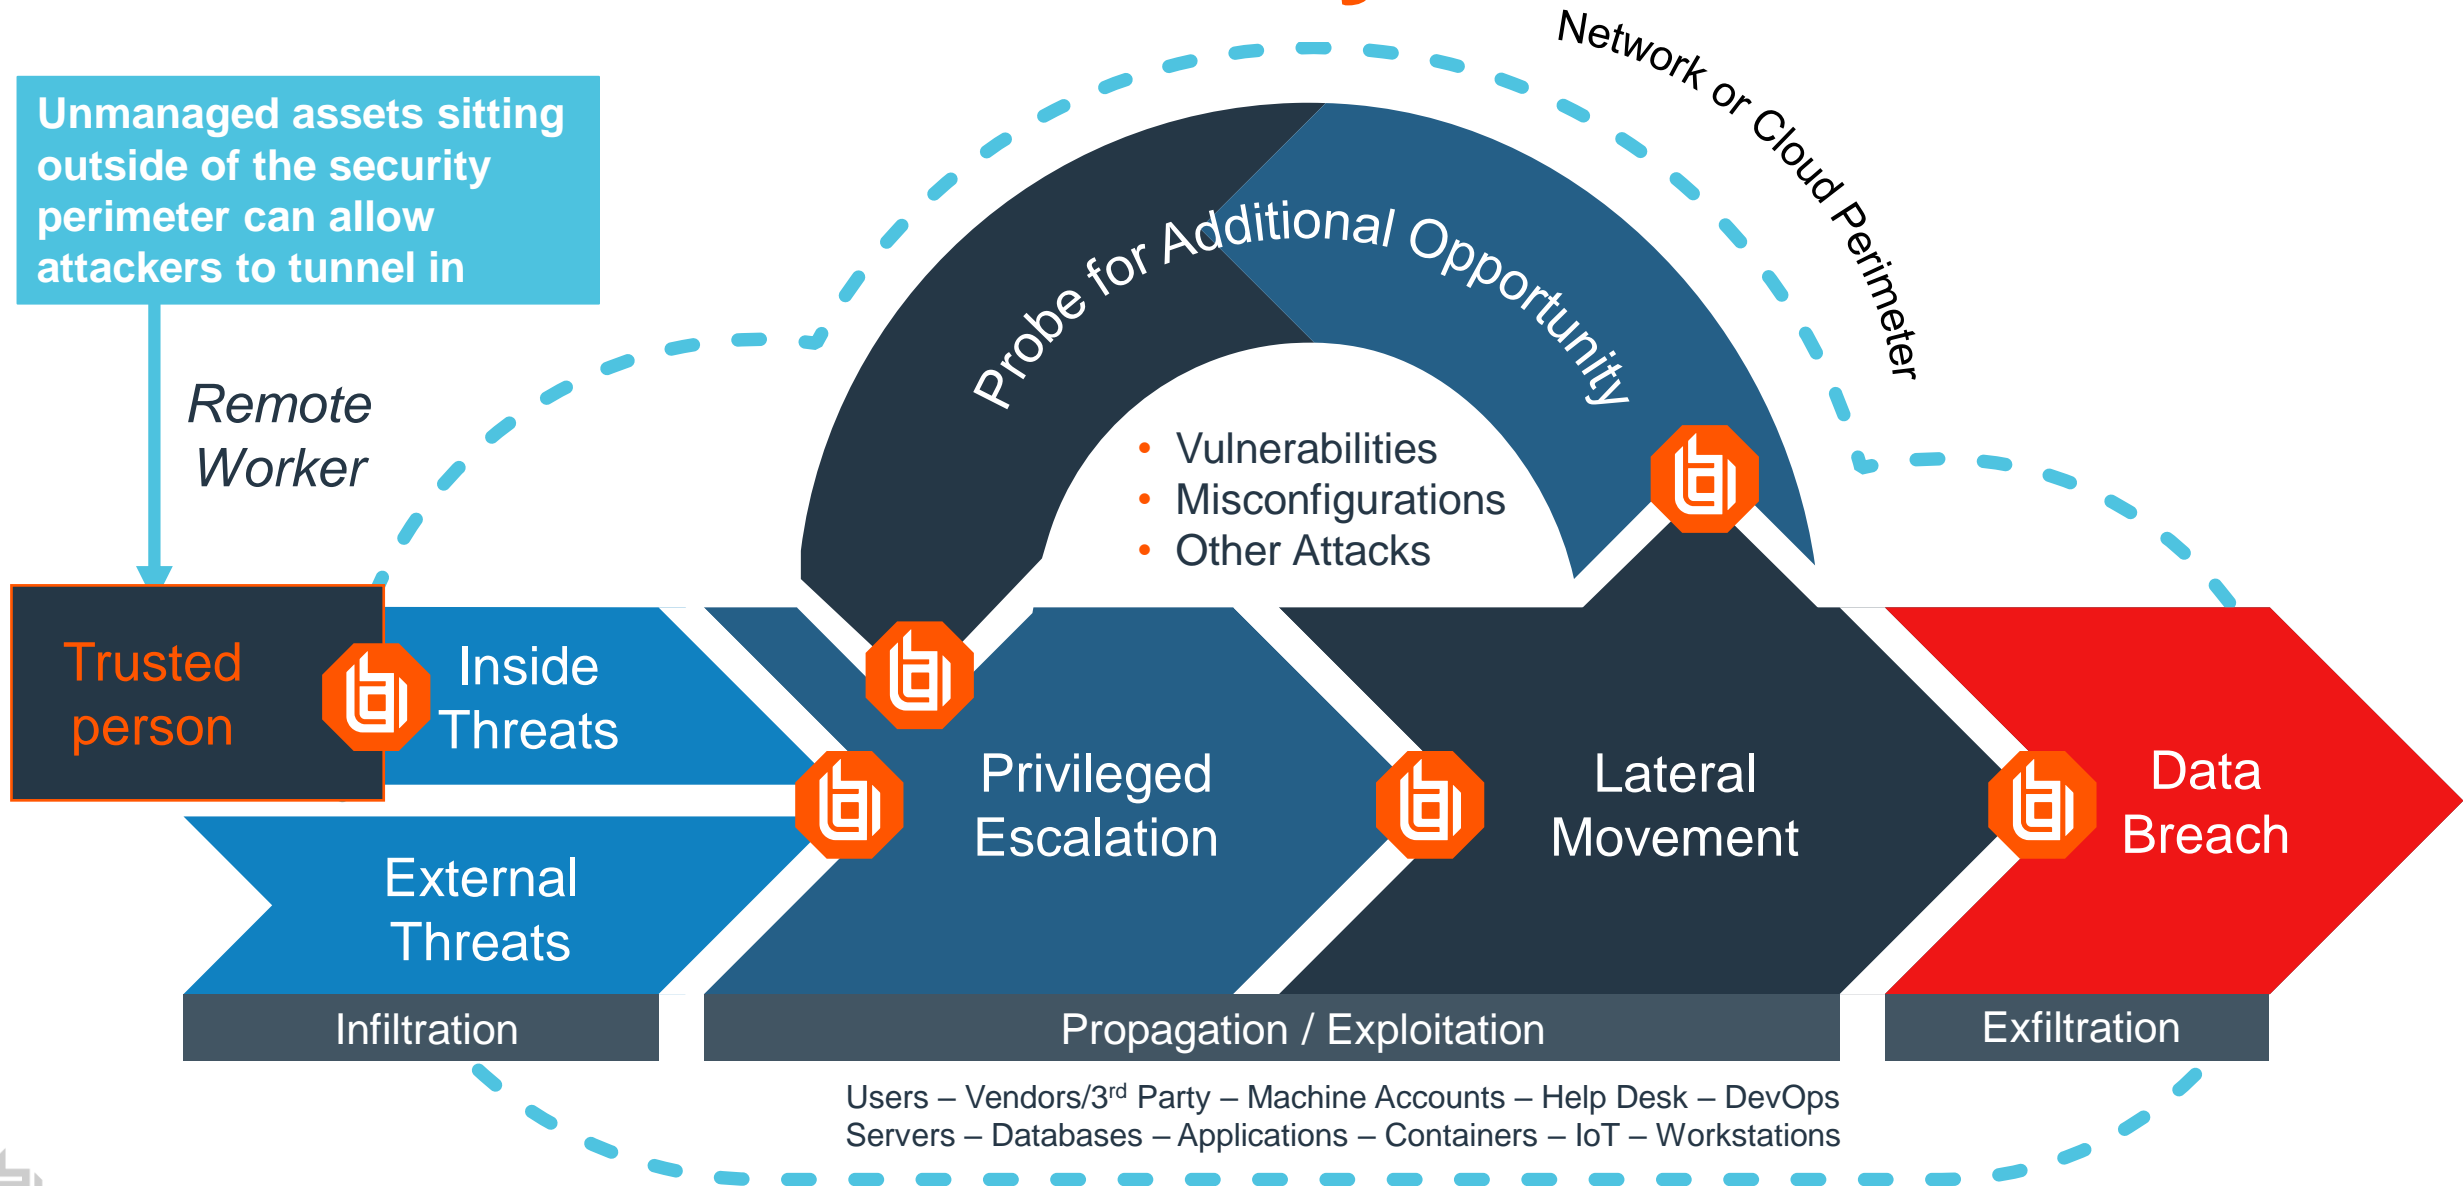 Network or Cloud Perimeter
Unmanaged assets sitting
outside of the security
perimeter can allow
attackers to tunnel in
Probe for Additional Opportunity
Remote
Worker
• Vulnerabilities
• Misconfigurations
• Other Attacks
Trusted
person
Inside
Threats
External
Threats
Privileged
Escalation
Lateral
Movement
Data
Breach
Infiltration
Propagation / Exploitation
Exfiltration
Users – Vendors/3rd Party – Machine Accounts – Help Desk – DevOps
Servers – Databases – Applications – Containers – IoT – Workstations